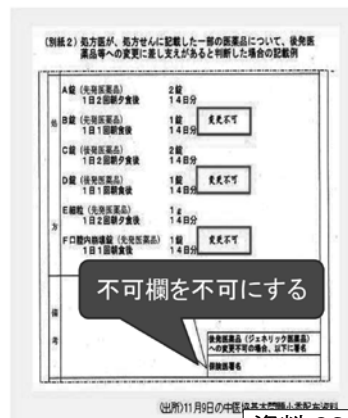 (別紙2) 処方医が、処方せんに記載した一部の医薬品について、後発医
薬品等への変更に差し支えがあると判断した場合の記載例
処
方
A錠 (先発医薬品) 2錠
1日2回朝夕食後 14日分
B錠 (先発医薬品) 1錠
1日1回朝食後 14日分
変更不可
C錠 (後発医薬品) 2錠
1日2回朝夕食後 14日分
D錠 (後発医薬品) 1錠
1日1回朝食後 14日分
変更不可
E細粒 (先発医薬品) 1g
1日2回朝夕食後 14日分
F口腔内崩壊錠 (先発医薬品) 1錠
1日1回朝食後 14日分
変更不可
不可欄を不可にする
備
考
後発医薬品 (ジェネリック医薬品)
への変更不可の場合、以下に署名
保険医署名
(出所)11月9日の中医協
配布資料